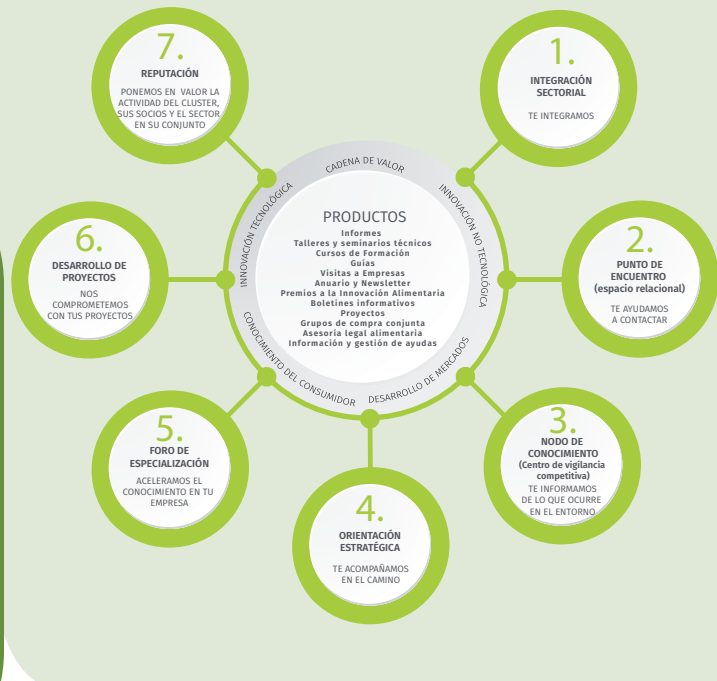 7.
REPUTACIÓN
PONEMOS EN VALOR LA
ACTIVIDAD DEL CLUSTER,
SUS SOCIOS Y EL SECTOR
EN SU CONJUNTO
1.
INTEGRACIÓN
SECTORIAL
TE INTEGRAMOS
CADENA DE VALOR
INNOVACIÓN TECNOLÓGICA
INNOVACIÓN NO TECNOLÓGICA
PRODUCTOS
Informes
Talleres y seminarios técnicos
Cursos de Formación
Guías
Visitas a Empresas
Anuario y Newsletter
Premios a la Innovación Alimentaria
Boletines informativos
Proyectos
Grupos de compra conjunta
Asesoría legal alimentaria
Información y gestión de ayudas
CONOCIMIENTO DEL CONSUMIDOR
DESARROLLO DE MERCADOS
6.
DESARROLLO DE
PROYECTOS
NOS
COMPROMETEMOS
CON TUS PROYECTOS
2.
PUNTO DE
ENCUENTRO
(espacio relacional)
TE AYUDAMOS
A CONTACTAR
5.
FORO DE
ESPECIALIZACIÓN
ACELERAMOS EL
CONOCIMIENTO EN TU
EMPRESA
3.
NODO DE
CONOCIMIENTO
(Centro de vigilancia
competitiva)
TE INFORMAMOS
DE LO QUE OCURRE
EN EL ENTORNO
4.
ORIENTACIÓN
ESTRATÉGICA
TE ACOMPAÑAMOS
EN EL CAMINO